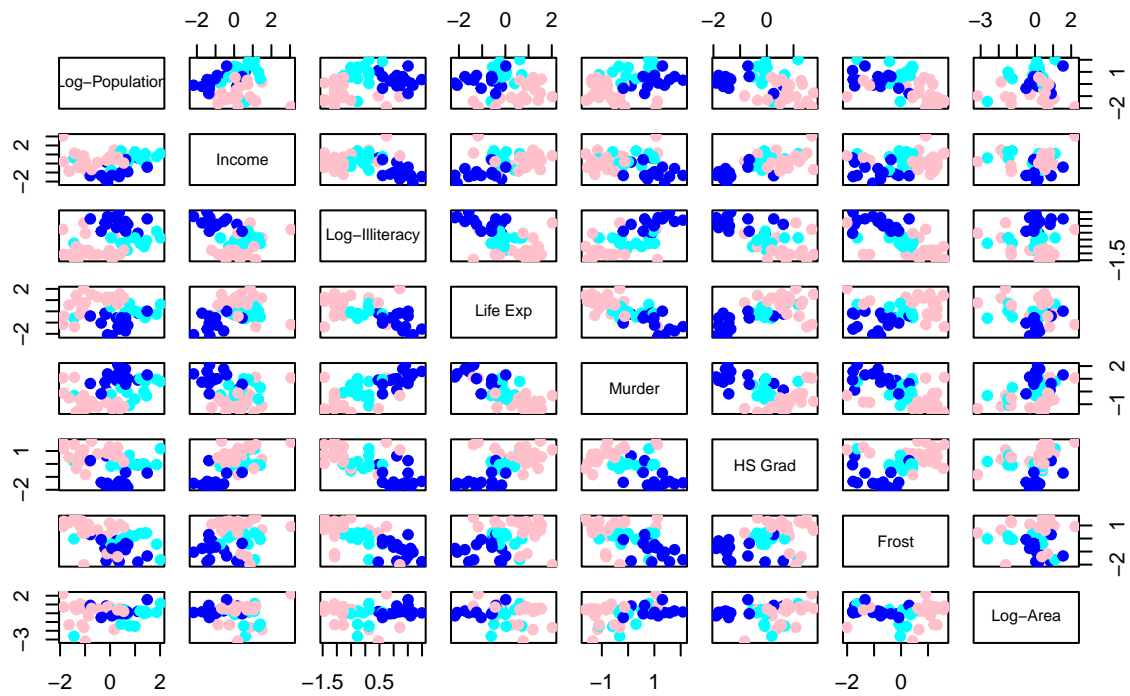 −2 0 2
−2 0 2
−2 0
−3 0 2
Log−Population
1
−2
2
−2
Income
Log−Illiteracy
−1.5
2
−2
Life Exp
Murder
2
−1
1
−2
HS Grad
Frost
1
−2
2
−3
Log−Area
−2 0 2
−1.5 0.5
−1 1
−2 0